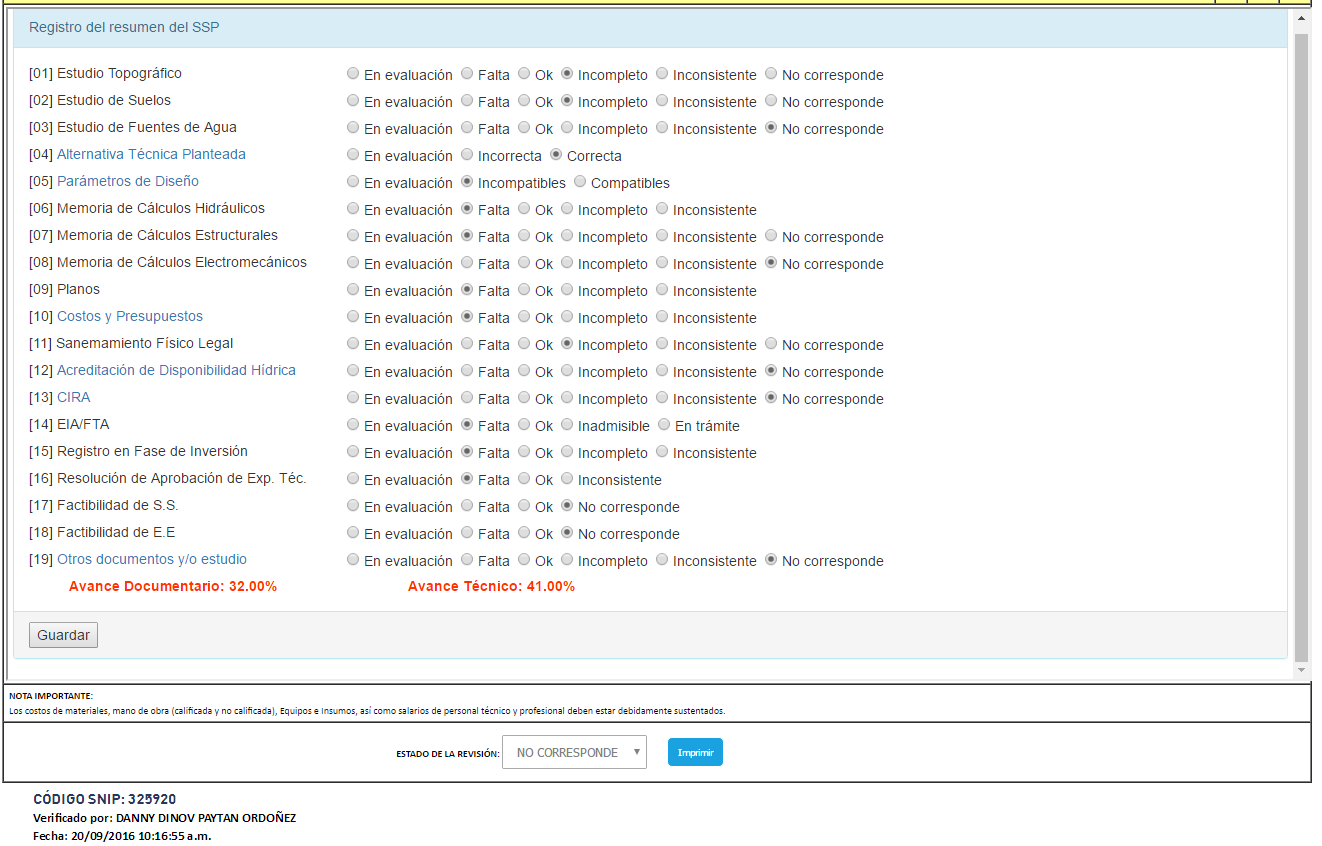 Registro del resumen del SSP
[01] Estudio Topográfico En evaluación Falta Ok Incompleto Inconsistente No corresponde
[02] Estudio de Suelos En evaluación Falta Ok Incompleto Inconsistente No corresponde
[03] Estudio de Fuentes de Agua En evaluación Falta Ok Incompleto Inconsistente No corresponde
[04] Alternativa Técnica Planteada En evaluación Incorrecta Correcta
[05] Parámetros de Diseño En evaluación Incompatibles Compatibles
[06] Memoria de Cálculos Hidráulicos En evaluación Falta Ok Incompleto Inconsistente
[07] Memoria de Cálculos Estructurales En evaluación Falta Ok Incompleto Inconsistente No corresponde
[08] Memoria de Cálculos Electromecánicos En evaluación Falta Ok Incompleto Inconsistente No corresponde
[09] Planos En evaluación Falta Ok Incompleto Inconsistente
[10] Costos y Presupuestos En evaluación Falta Ok Incompleto Inconsistente
[11] Sanemamiento Físico Legal En evaluación Falta Ok Incompleto Inconsistente No corresponde
[12] Acreditación de Disponibilidad Hídrica En evaluación Falta Ok Incompleto Inconsistente No corresponde
[13] CIRA En evaluación Falta Ok Incompleto Inconsistente No corresponde
[14] EIA/FTA En evaluación Falta Ok Inadmisible En trámite
[15] Registro en Fase de Inversión En evaluación Falta Ok Incompleto Inconsistente
[16] Resolución de Aprobación de Exp. Téc. En evaluación Falta Ok Inconsistente
[17] Factibilidad de S.S. En evaluación Falta Ok No corresponde
[18] Factibilidad de E.E En evaluación Falta Ok No corresponde
[19] Otros documentos y/o estudio En evaluación Falta Ok Incompleto Inconsistente No corresponde
Avance Documentario: 32.00% Avance Técnico: 41.00%
Guardar
NOTA IMPORTANTE:
Los costos de materiales, mano de obra (calificada y no calificada), Equipos e Insumos, así como salarios de personal técnico y profesional deben estar debidamente sustentados.
ESTADO DE LA REVISIÓN: NO CORRESPONDE Imprimir
CÓDIGO SNIP: 325920
Verificado por: DANNY DINOV PAYTAN ORDOÑEZ
Fecha: 20/09/2016 10:16:55 a.m.